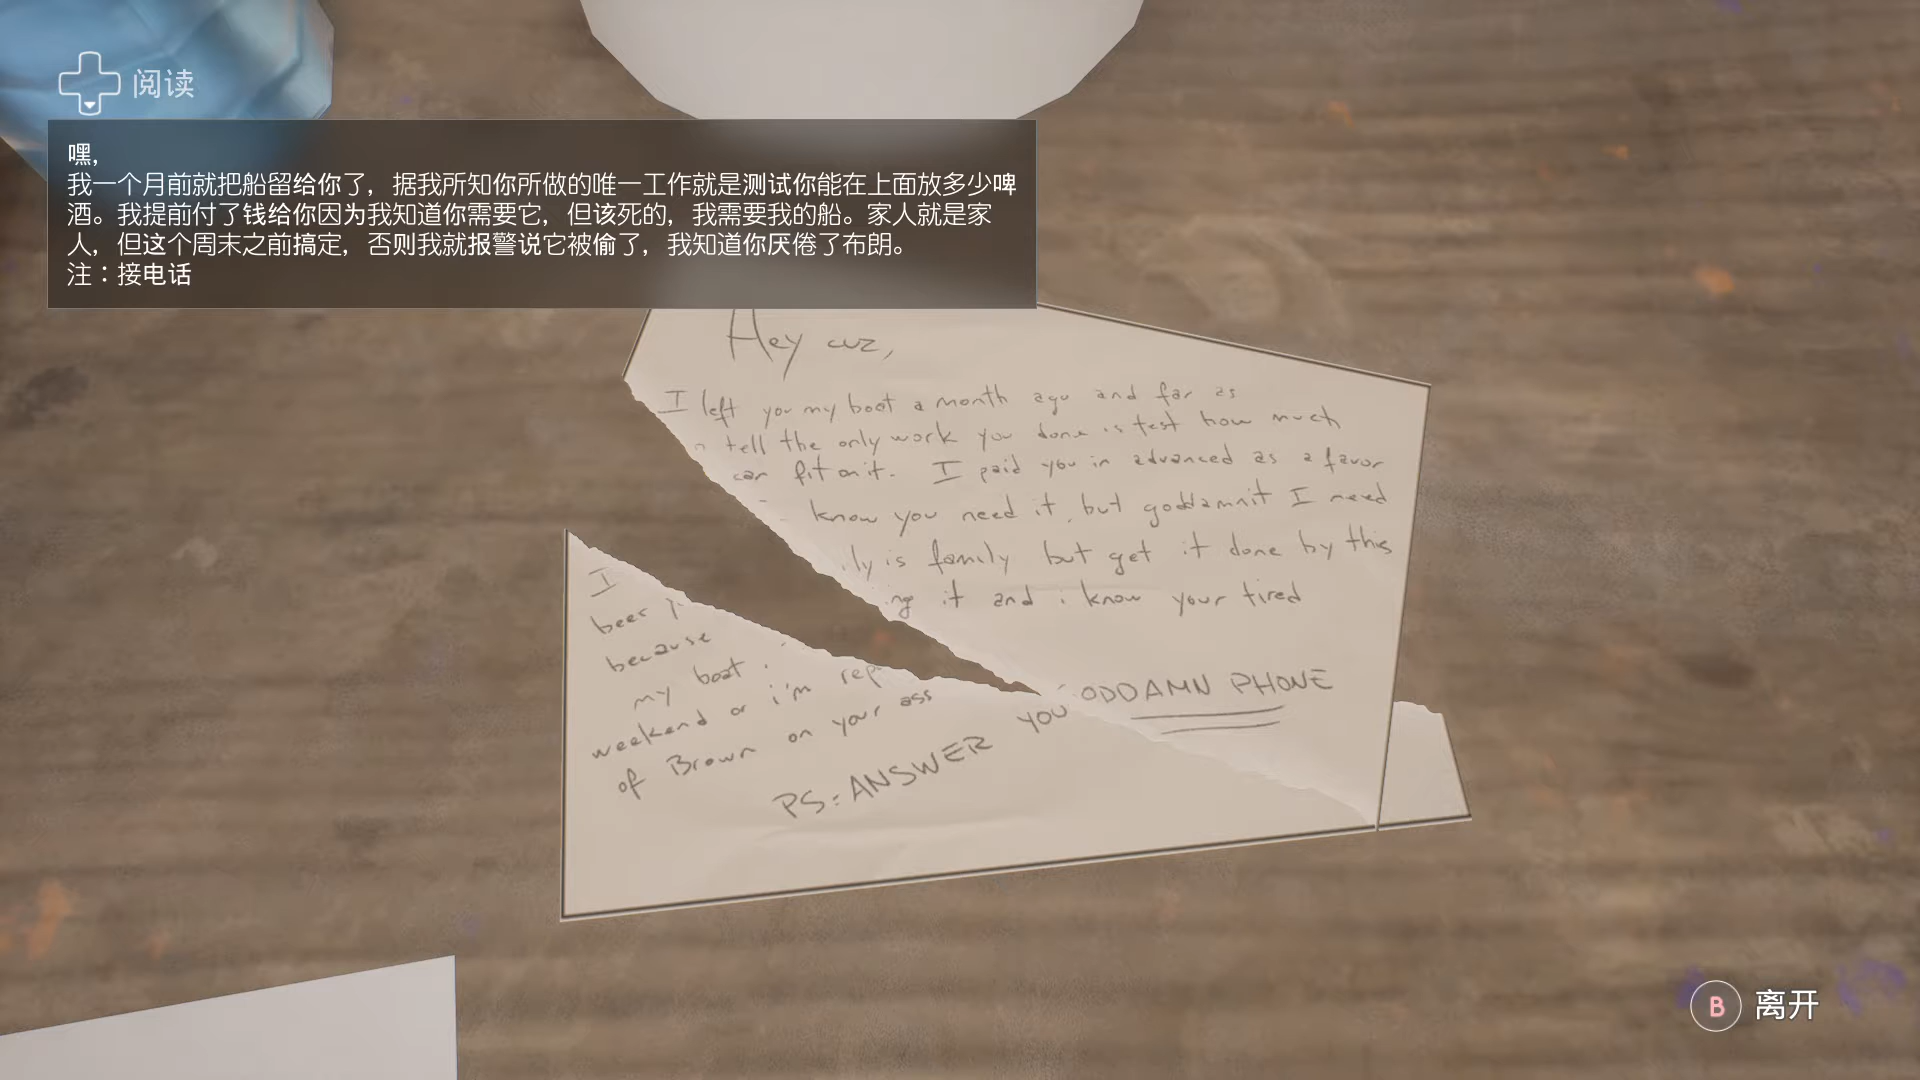 阅读
嘿,
我一个月前就把船留给你了，据我所知你所做的唯一工作就是测试你能在上面放多少啤
酒。我提前付了钱给你因为我知道你需要它，但该死的，我需要我的船。家人就是家
人，但这个周末之前搞定，否则我就报警说它被偷了，我知道你厌倦了布朗。
注：接电话
Hey cuz,
I left you my boat a month ago and far as
tell the only work you done is test how much
can fit on it. I paid you in advanced as a favor
know you need it, but goddamnit I need
ly is family but get it done by this
ng it and i know your tired
I
beer
because
my boat.
weekend or i'm rep
of Brown on your ass
PS: ANSWER YOU ODDAMN PHONE
B 离开